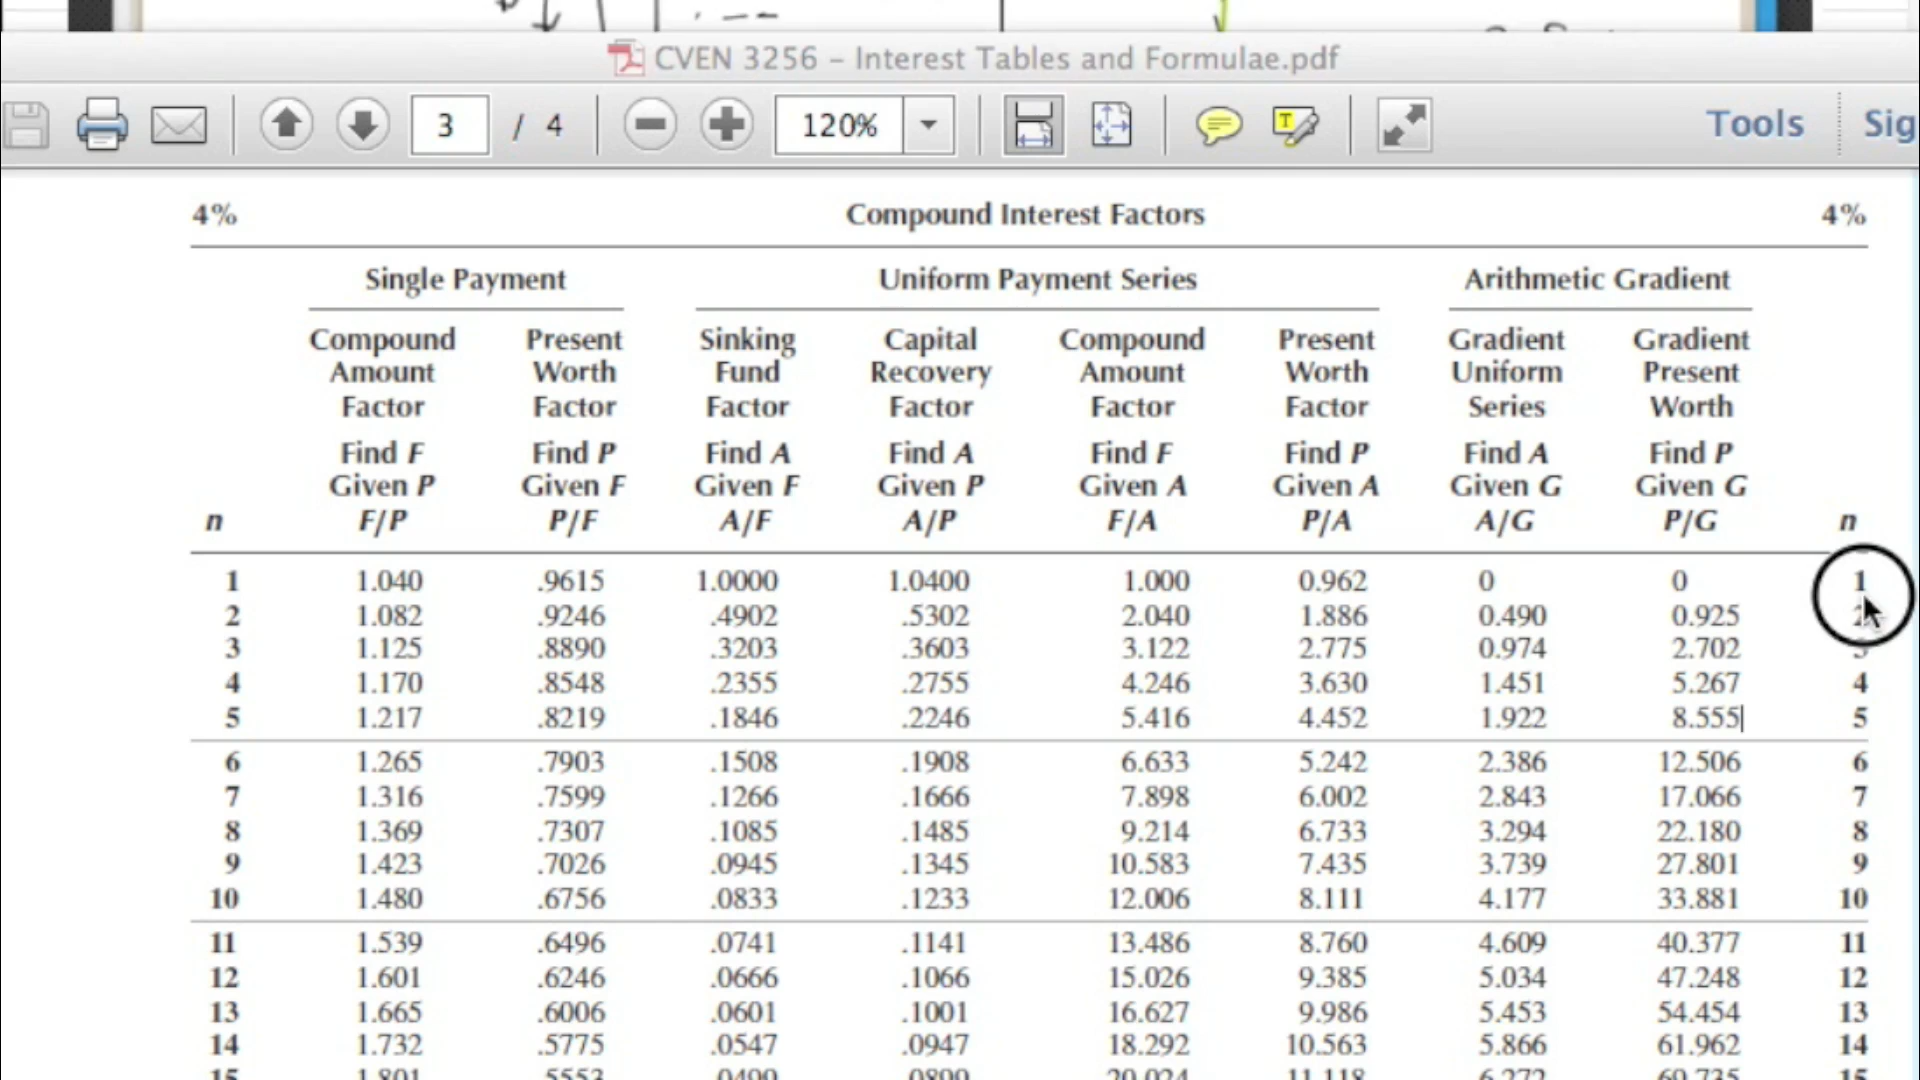 CVEN 3256 – Interest Tables and Formulae.pdf
3 / 4 120% Tools Sig
4% Compound Interest Factors 4%
Single Payment Uniform Payment Series Arithmetic Gradient
Compound Present Sinking Capital Compound Present Gradient Gradient
Amount Worth Fund Recovery Amount Worth Uniform Present
Factor Factor Factor Factor Factor Factor Series Worth
Find F Find P Find A Find A Find F Find P Find A Find P
Given P Given F Given F Given P Given A Given A Given G Given G
n F/P P/F A/F A/P F/A P/A A/G P/G n
1 1.040 .9615 1.0000 1.0400 1.000 0.962 0 0 1
2 1.082 .9246 .4902 .5302 2.040 1.886 0.490 0.925
3 1.125 .8890 .3203 .3603 3.122 2.775 0.974 2.702
4 1.170 .8548 .2355 .2755 4.246 3.630 1.451 5.267 4
5 1.217 .8219 .1846 .2246 5.416 4.452 1.922 8.555 5
6 1.265 .7903 .1508 .1908 6.633 5.242 2.386 12.506 6
7 1.316 .7599 .1266 .1666 7.898 6.002 2.843 17.066 7
8 1.369 .7307 .1085 .1485 9.214 6.733 3.294 22.180 8
9 1.423 .7026 .0945 .1345 10.583 7.435 3.739 27.801 9
10 1.480 .6756 .0833 .1233 12.006 8.111 4.177 33.881 10
11 1.539 .6496 .0741 .1141 13.486 8.760 4.609 40.377 11
12 1.601 .6246 .0666 .1066 15.026 9.385 5.034 47.248 12
13 1.665 .6006 .0601 .1001 16.627 9.986 5.453 54.454 13
14 1.732 .5775 .0547 .0947 18.292 10.563 5.866 61.962 14